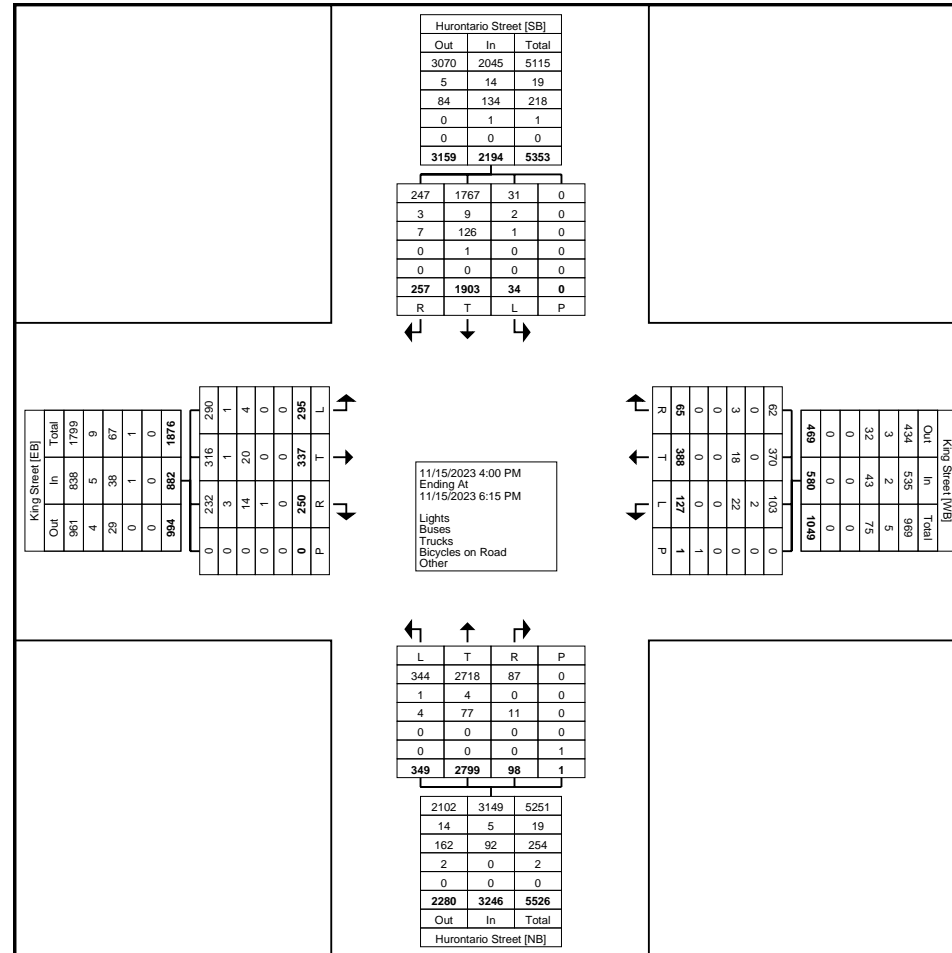 Hurontario Street [SB]
Out In Total
3070 2045 5115
5 14 19
84 134 218
0 1 1
0 0 0
3159 2194 5353
247 1767 31 0
3 9 2 0
7 126 1 0
0 1 0 0
0 0 0 0
257 1903 34 0
R T L P
King Street [EB]
Total In Out
1799 838 961
9 5 4
67 38 29
1 1 0
0 0 0
1876 882 994
290 316 232 0
1 1 3 0
4 20 14 0
0 0 1 0
0 0 0 0
295 337 250 0
L T R P
11/15/2023 4:00 PM
Ending At
11/15/2023 6:15 PM
Lights
Buses
Trucks
Bicycles on Road
Other
R T L P
65 388 127 1
0 0 0 1
0 0 0 0
3 18 22 0
0 0 2 0
62 370 103 0
469 580 1049
0 0 0
0 0 0
32 43 75
3 2 5
434 535 969
Out In Total
King Street [WB]
L T R P
344 2718 87 0
1 4 0 0
4 77 11 0
0 0 0 0
0 0 0 1
349 2799 98 1
2102 3149 5251
14 5 19
162 92 254
2 0 2
0 0 0
2280 3246 5526
Out In Total
Hurontario Street [NB]